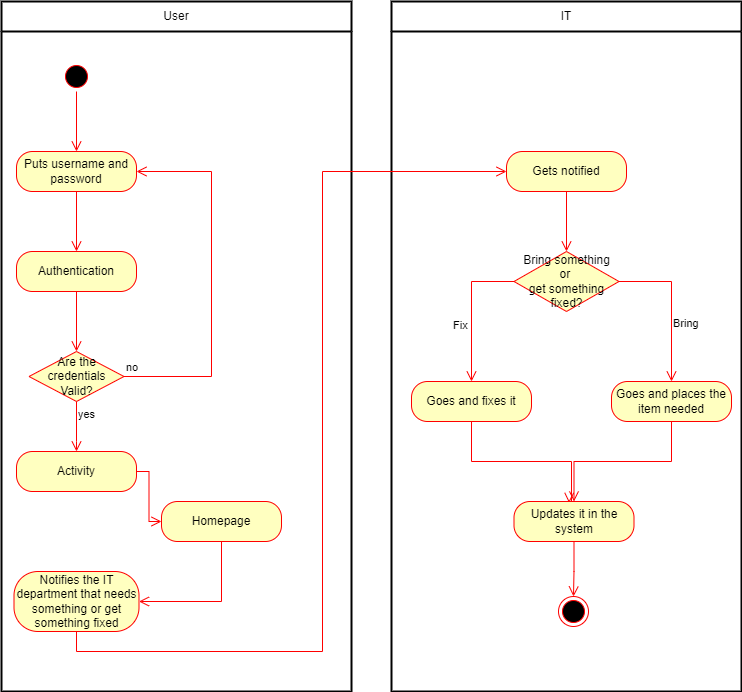 User
Puts username and
password
Authentication
Are the
credentials
Valid?
no
yes
Activity
Homepage
Notifies the IT
department that needs
something or get
something fixed
IT
Gets notified
Bring something
or
get something
fixed?
Fix
Bring
Goes and fixes it
Goes and places the
item needed
Updates it in the
system